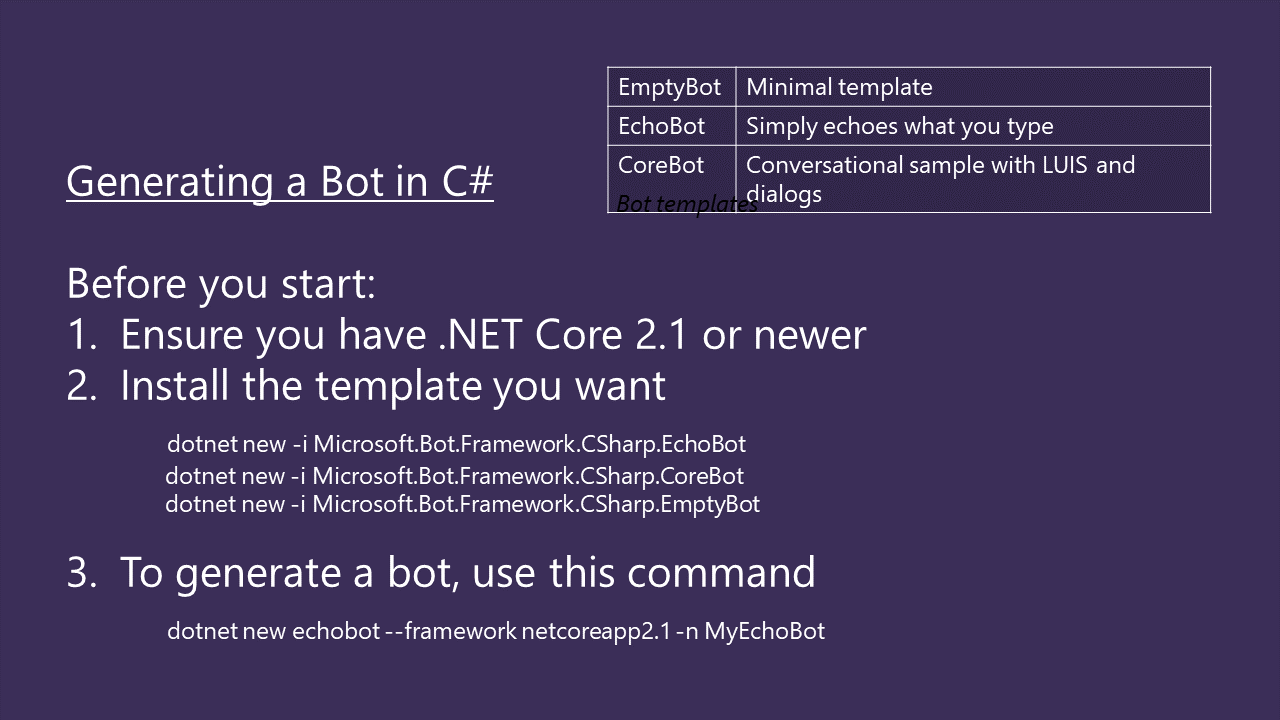 EmptyBot Minimal template
EchoBot Simply echoes what you type
CoreBot Conversational sample with LUIS and
dialogs
Bot templates
Generating a Bot in C#
Before you start:
1. Ensure you have .NET Core 2.1 or newer
2. Install the template you want
dotnet new -i Microsoft.Bot.Framework.CSharp.EchoBot
dotnet new -i Microsoft.Bot.Framework.CSharp.CoreBot
dotnet new -i Microsoft.Bot.Framework.CSharp.EmptyBot
3. To generate a bot, use this command
dotnet new echobot --framework netcoreapp2.1 -n MyEchoBot